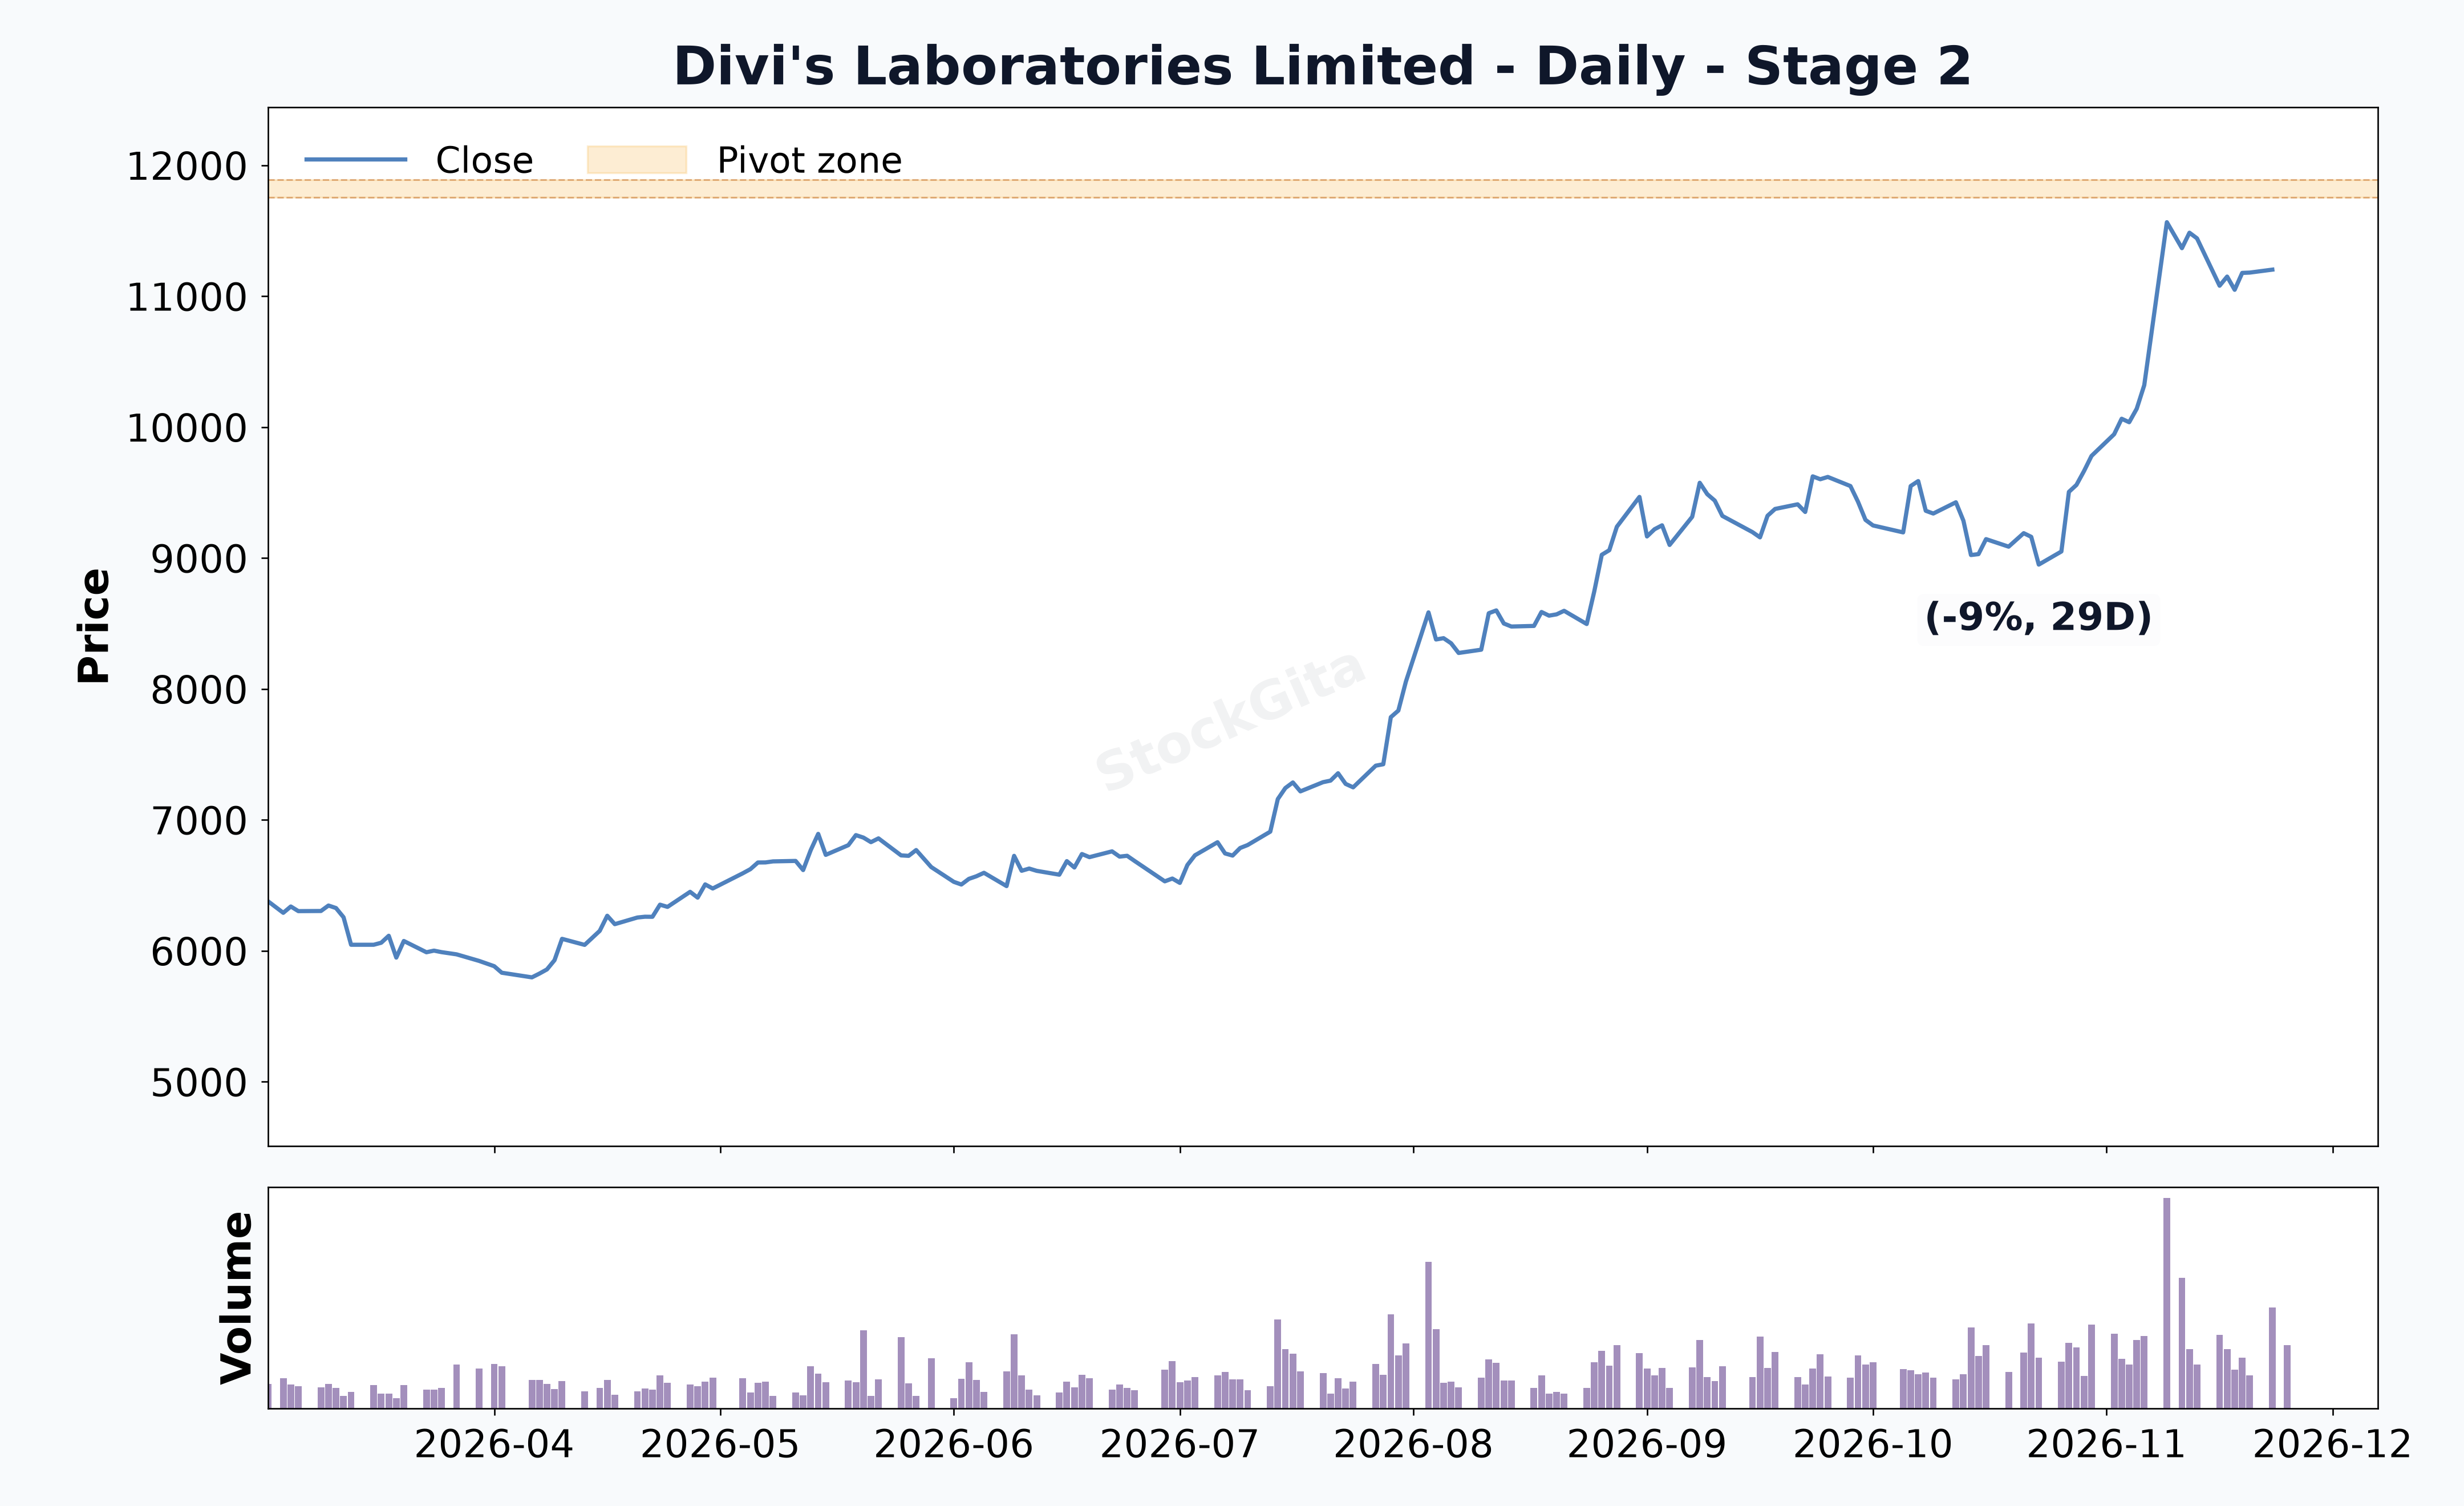 Divi's Laboratories Limited - Daily - Stage 2
Close
Pivot zone
12000
11000
10000
9000
8000
7000
6000
5000
Price
(-9%, 29D)
StockGita
Volume
2026-04
2026-05
2026-06
2026-07
2026-08
2026-09
2026-10
2026-11
2026-12